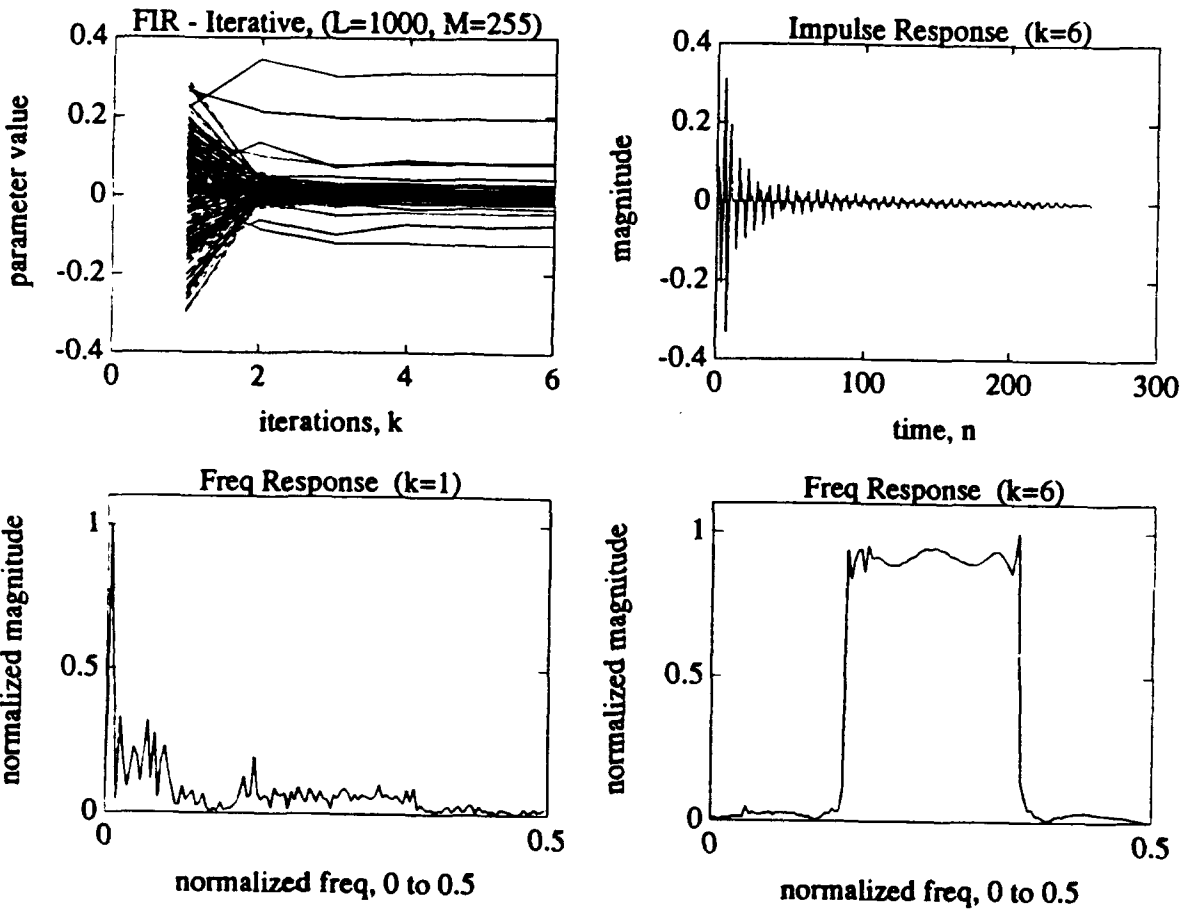 FIR - Iterative, (L=1000, M=255)
0.4
0.2
0
-0.2
-0.4
parameter value
0
2
4
6
iterations, k
Impulse Response (k=6)
0.4
0.2
0
-0.2
-0.4
magnitude
0
100
200
300
time, n
Freq Response (k=1)
1
0.5
0
normalized magnitude
0
0.5
normalized freq, 0 to 0.5
Freq Response (k=6)
1
0.5
0
normalized magnitude
0
0.5
normalized freq, 0 to 0.5